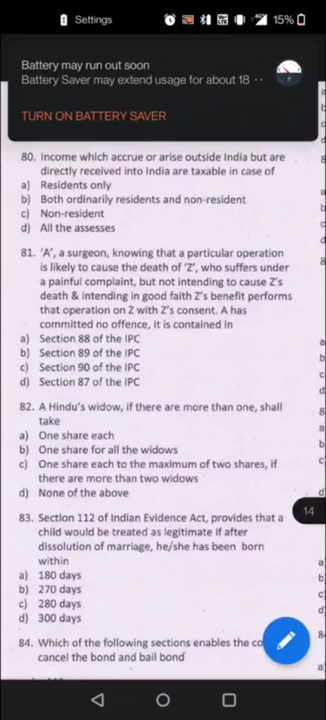 Settings
15%
Battery may run out soon
Battery Saver may extend usage for about 18 ··
TURN ON BATTERY SAVER
80. Income which accrue or arise outside India but are
directly received into India are taxable in case of
a) Residents only
b) Both ordinarily residents and non-resident
c) Non-resident
d) All the assesses
81. 'A', a surgeon, knowing that a particular operation
is likely to cause the death of 'Z', who suffers under
a painful complaint, but not intending to cause Z's
death & intending in good faith Z's benefit performs
that operation on Z with Z's consent. A has
committed no offence, it is contained in
a) Section 88 of the IPC
b) Section 89 of the IPC
c) Section 90 of the IPC
d) Section 87 of the IPC
82. A Hindu's widow, if there are more than one, shall
take
a) One share each
b) One share for all the widows
c) One share each to the maximum of two shares, if
there are more than two widows
d) None of the above
14
83. Section 112 of Indian Evidence Act, provides that a
child would be treated as legitimate if after
dissolution of marriage, he/she has been born
within
a) 180 days
b) 270 days
c) 280 days
d) 300 days
84. Which of the following sections enables the co
cancel the bond and bail bond